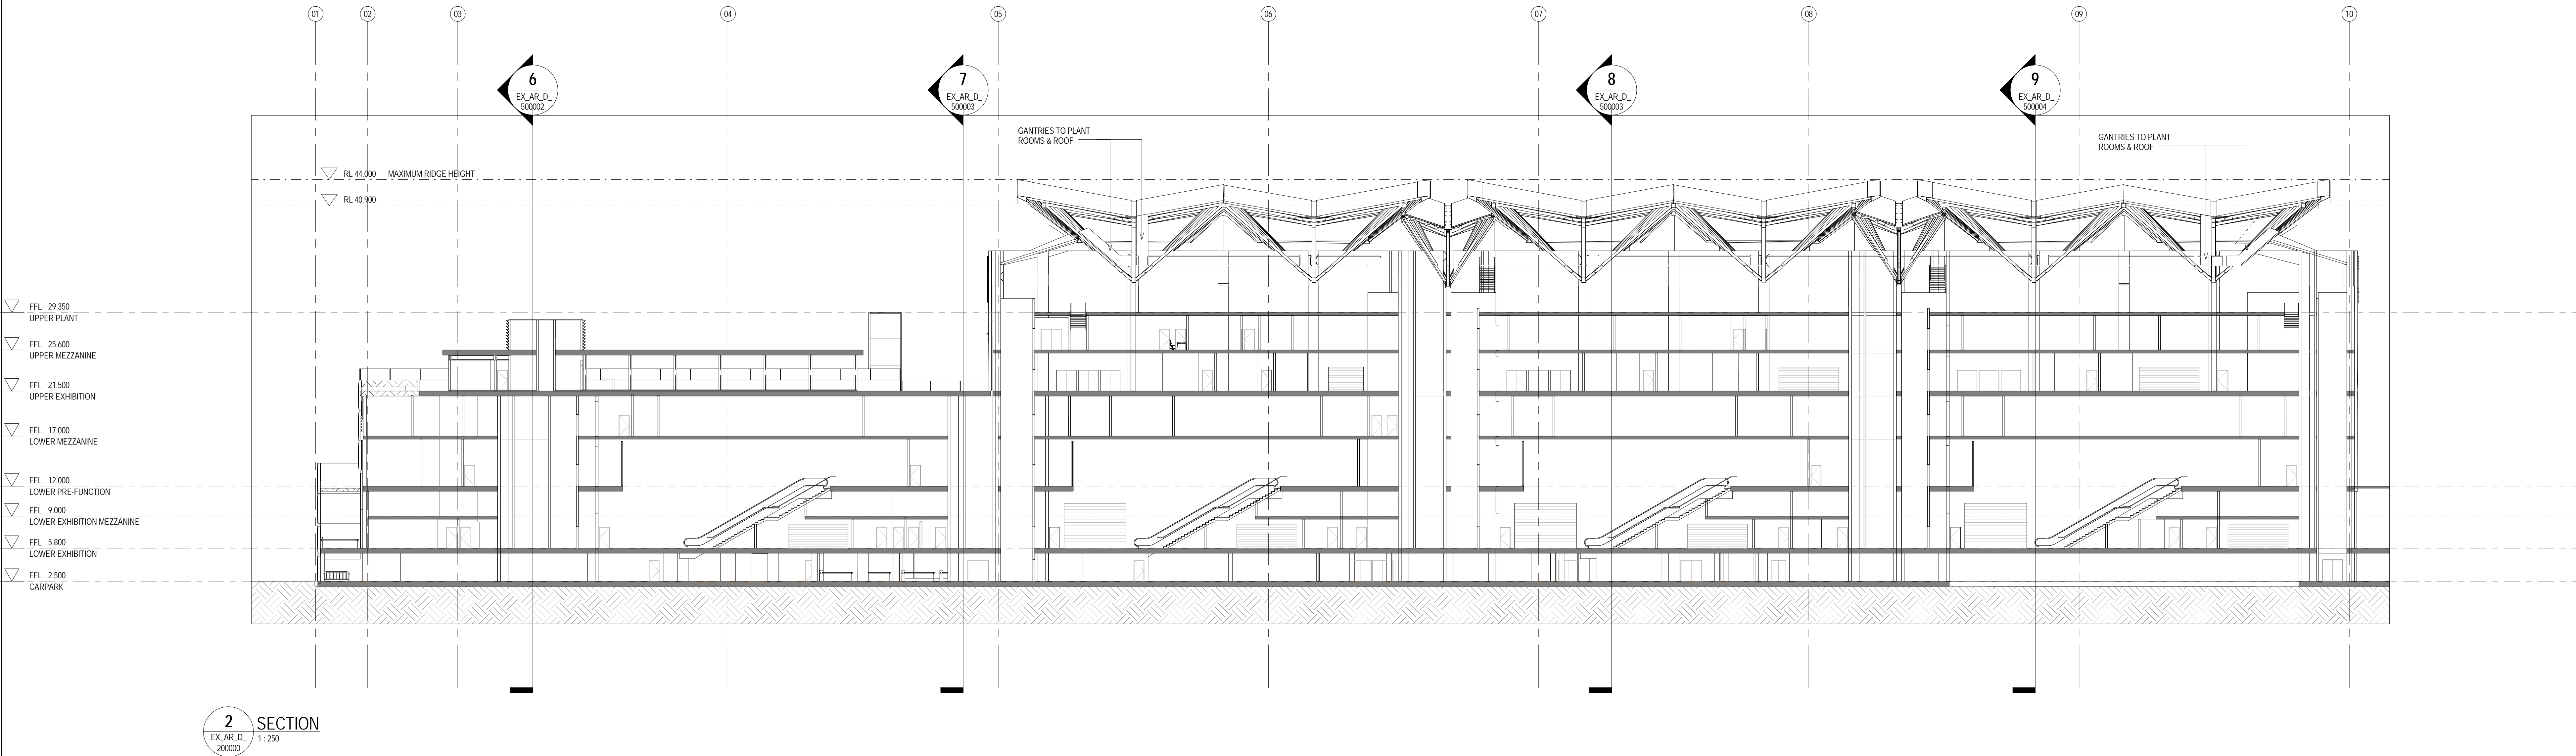 01
02
03
04
05
06
07
08
09
10
6
EX_AR_D_
500002
7
EX_AR_D_
500003
8
EX_AR_D_
500003
9
EX_AR_D_
500004
GANTRIES TO PLANT
ROOMS & ROOF
GANTRIES TO PLANT
ROOMS & ROOF
RL 44.000 MAXIMUM RIDGE HEIGHT
RL 40.900
FFL 29.350
UPPER PLANT
FFL 25.600
UPPER MEZZANINE
FFL 21.500
UPPER EXHIBITION
FFL 17.000
LOWER MEZZANINE
FFL 12.000
LOWER PRE-FUNCTION
FFL 9.000
LOWER EXHIBITION MEZZANINE
FFL 5.800
LOWER EXHIBITION
FFL 2.500
CARPARK
2
EX_AR_D_
200000
SECTION
1 : 250